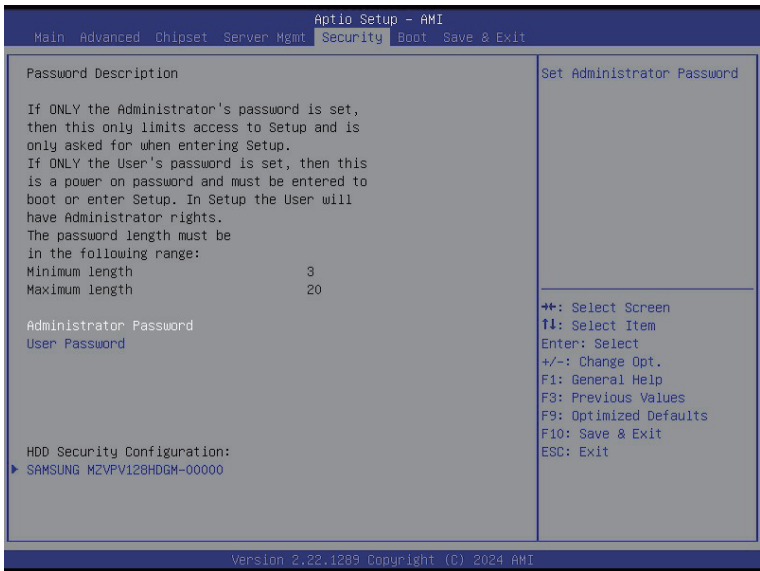 Aptio Setup - AMI
Main Advanced Chipset Server Mgmt Security Boot Save & Exit
Password Description
If ONLY the Administrator's password is set,
then this only limits access to Setup and is
only asked for when entering Setup.
If ONLY the User's password is set, then this
is a power on password and must be entered to
boot or enter Setup. In Setup the User will
have Administrator rights.
The password length must be
in the following range:
Minimum length 3
Maximum length 20
Administrator Password
User Password
HDD Security Configuration:
▶ SAMSUNG MZVPV128HDGM-00000
Set Administrator Password
→←: Select Screen
↑↓: Select Item
Enter: Select
+/-: Change Opt.
F1: General Help
F3: Previous Values
F9: Optimized Defaults
F10: Save & Exit
ESC: Exit
Version 2.22.1289 Copyright (C) 2024 AMI